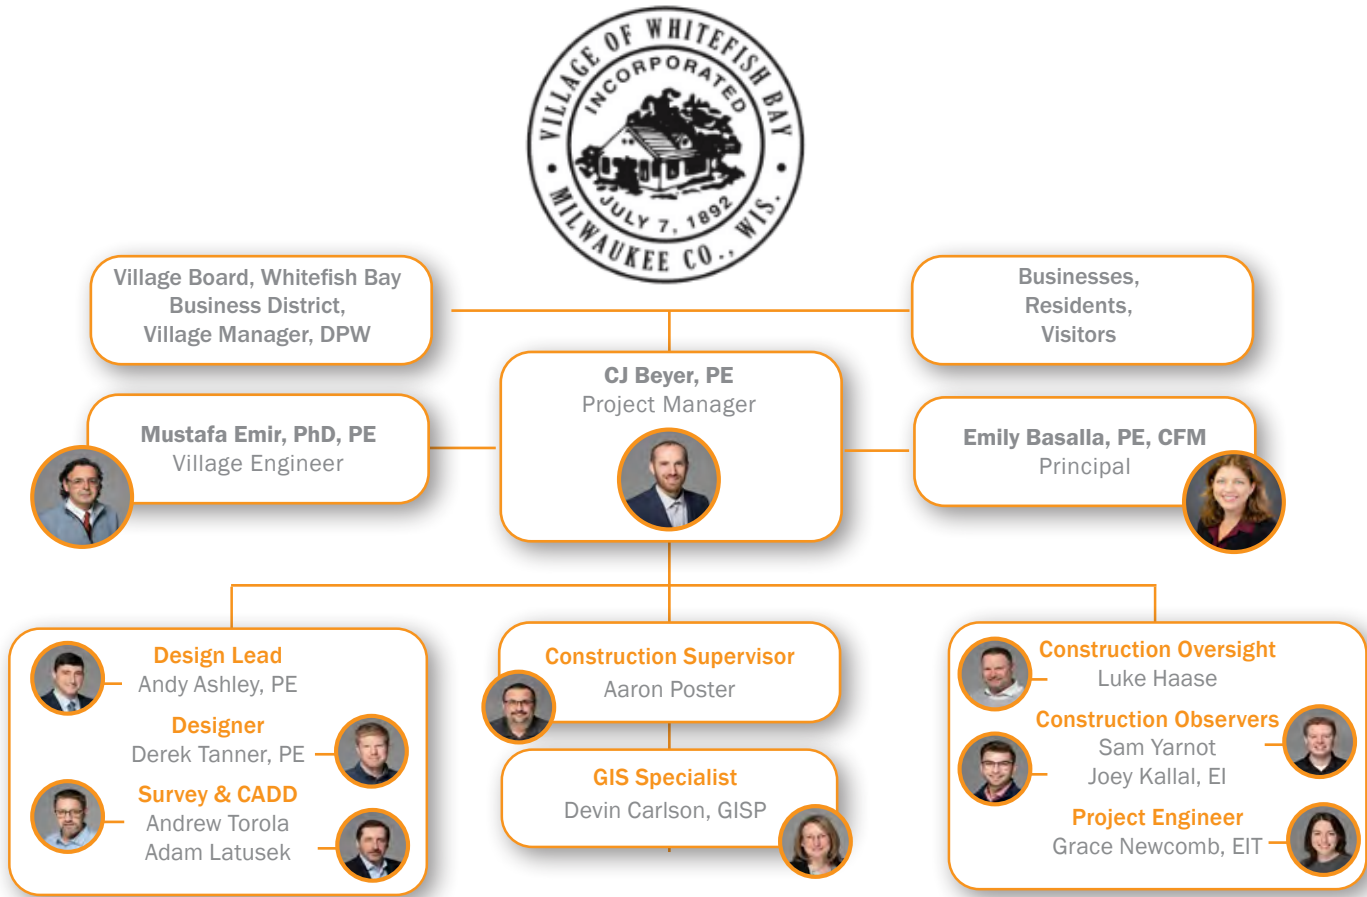 VILLAGE OF WHITEFISH BAY
INCORPORATED
JULY 7, 1892
MILWAUKEE CO., WIS.
Village Board, Whitefish Bay
Business District,
Village Manager, DPW
Businesses,
Residents,
Visitors
CJ Beyer, PE
Project Manager
Mustafa Emir, PhD, PE
Village Engineer
Emily Basalla, PE, CFM
Principal
Design Lead
Andy Ashley, PE
Designer
Derek Tanner, PE
Survey & CADD
Andrew Torola
Adam Latusek
Construction Supervisor
Aaron Poster
GIS Specialist
Devin Carlson, GISP
Construction Oversight
Luke Haase
Construction Observers
Sam Yarnot
Joey Kallal, EI
Project Engineer
Grace Newcomb, EIT